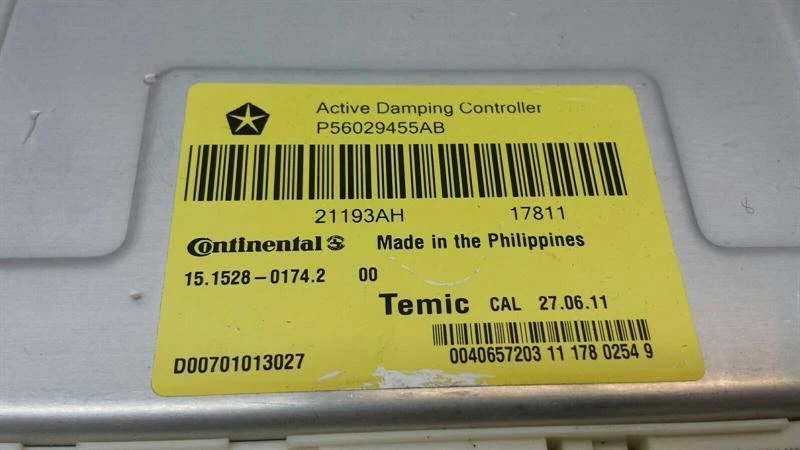 Active Damping Controller
P56029455AB
21193AH 17811
Continental Made in the Philippines
15.1528-0174.2 00
Temic CAL 27.06.11
D00701013027 0040657203 11 178 0254 9